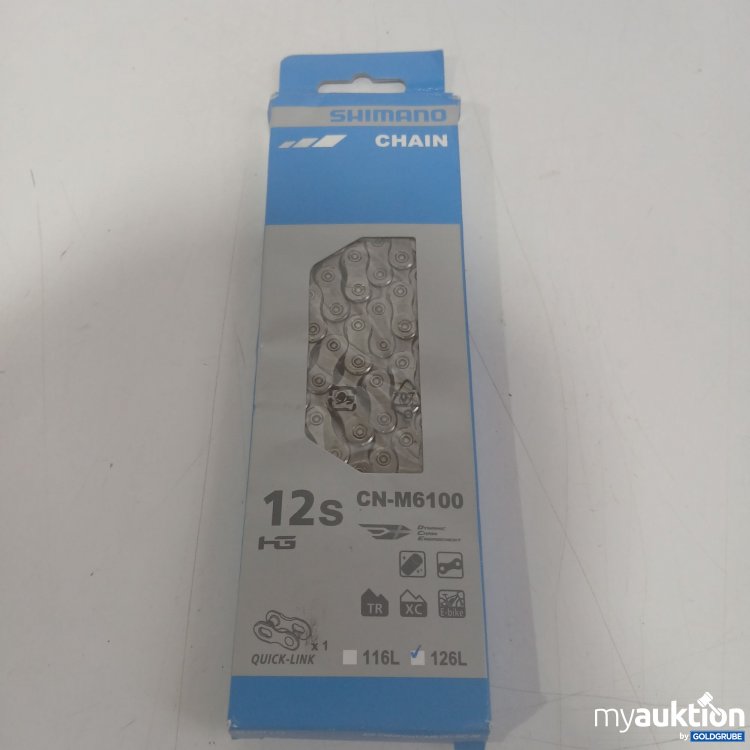 SHIMANO
CHAIN
12s
CN-M6100
HG
DYNAMIC
CHAIN
ENGAGEMENT
TR
XC
E-bike
x 1
QUICK-LINK
116L
126L
myauktion
by GOLDGRUBE